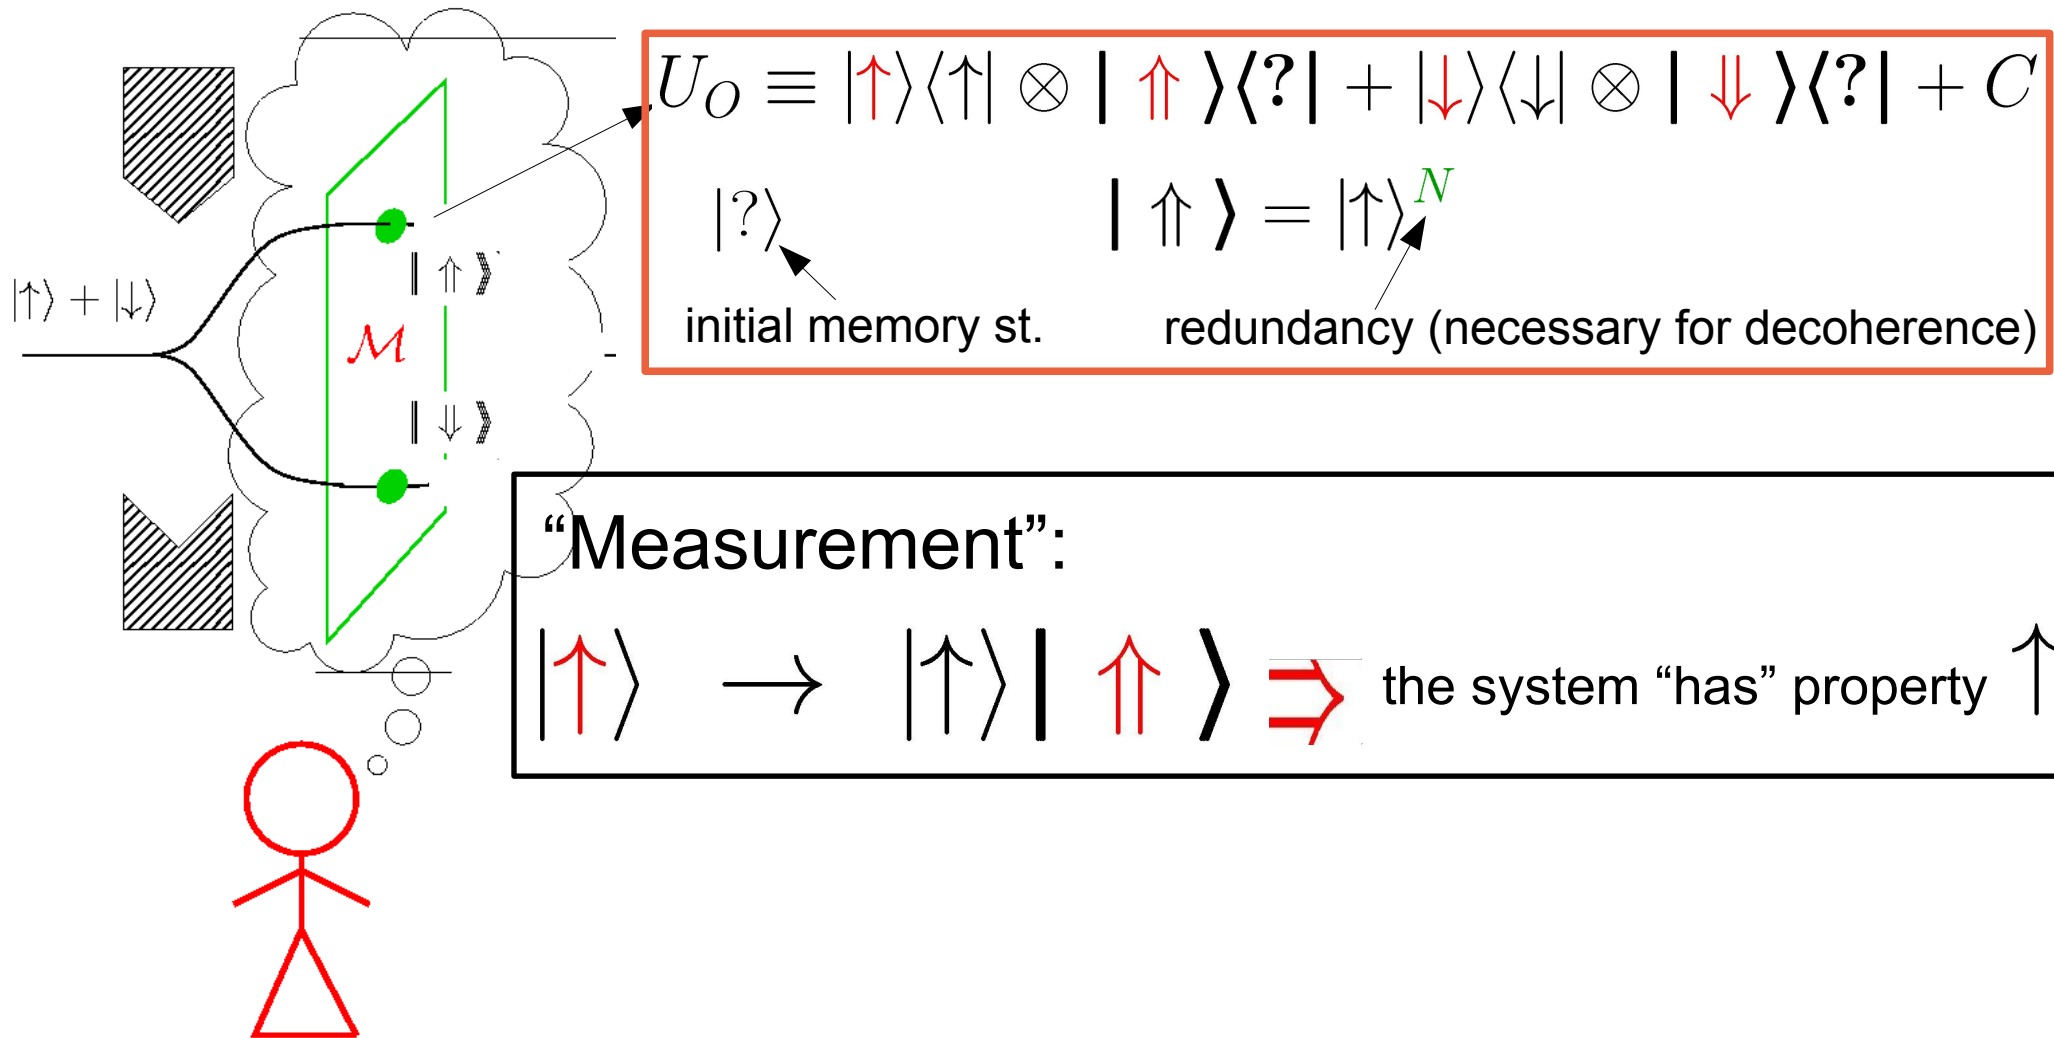 U_O ≡ |↑⟩⟨↑| ⊗ | ⇑ ⟩⟨?| + |↓⟩⟨↓| ⊗ | ⇓ ⟩⟨?| + C
|?⟩ | ⇑ ⟩ = |↑⟩^N
initial memory st. redundancy (necessary for decoherence)
|↑⟩ + |↓⟩
| ⇑ ⟩
ℳ
| ⇓ ⟩
“Measurement”:
|↑⟩ → |↑⟩ | ⇑ ⟩ ⇒ the system “has” property ↑